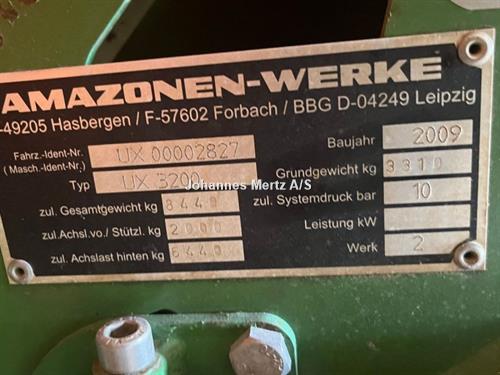 AMAZONEN-WERKE
-49205 Hasbergen / F-57602 Forbach / BBG D-04249 Leipzig
Fahrz.-Ident-Nr. UX 00002827
(Masch.-Ident-Nr.)
Typ UX 3200
zul. Gesamtgewicht kg 8440
zul.Achsl.vo./ Stützl. kg 2000
zul. Achslast hinten kg 6440
Baujahr 2009
Grundgewicht kg 3310
zul. Systemdruck bar 10
Leistung kW
Werk 2
Johannes Mertz A/S